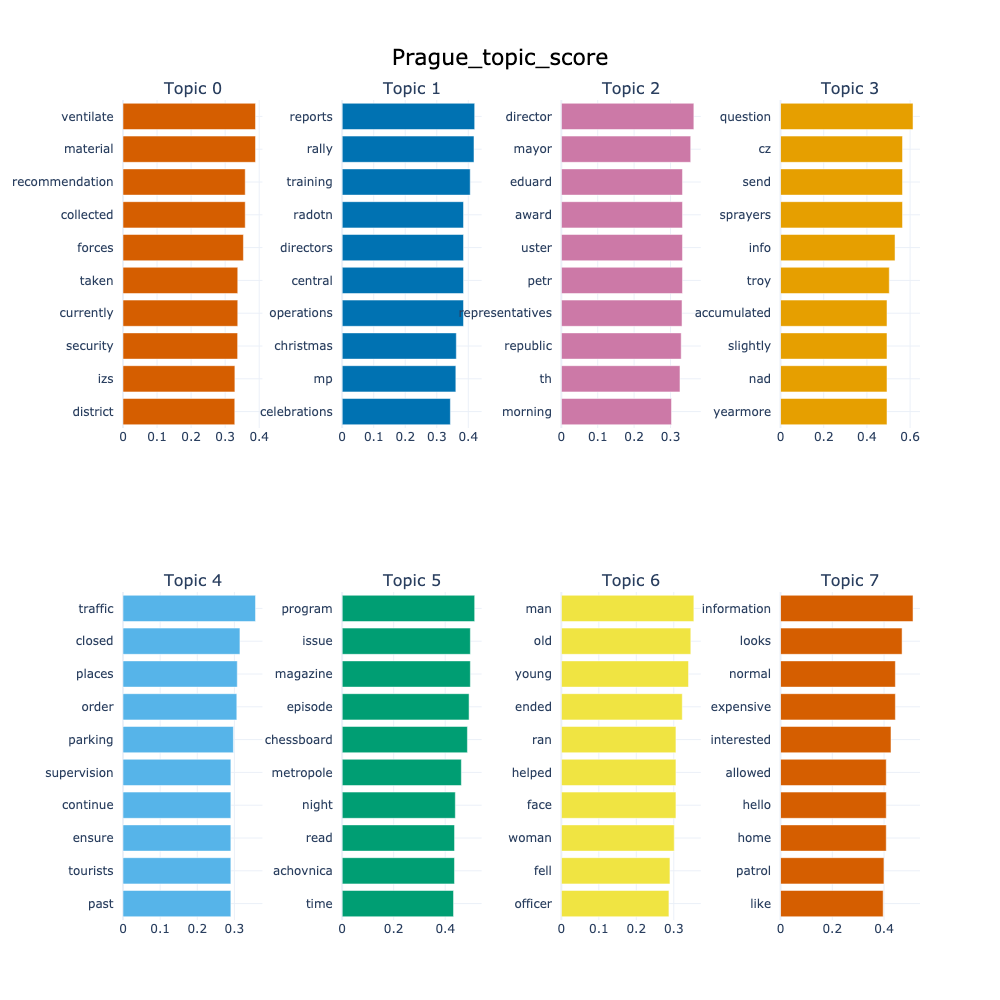 Prague_topic_score
Topic 0
ventilate
material
recommendation
collected
forces
taken
currently
security
izs
district
0 0.1 0.2 0.3 0.4
Topic 1
reports
rally
training
radotn
directors
central
operations
christmas
mp
celebrations
0 0.1 0.2 0.3 0.4
Topic 2
director
mayor
eduard
award
uster
petr
representatives
republic
th
morning
0 0.1 0.2 0.3
Topic 3
question
cz
send
sprayers
info
troy
accumulated
slightly
nad
yearmore
0 0.2 0.4 0.6
Topic 4
traffic
closed
places
order
parking
supervision
continue
ensure
tourists
past
0 0.1 0.2 0.3
Topic 5
program
issue
magazine
episode
chessboard
metropole
night
read
achovnica
time
0 0.2 0.4
Topic 6
man
old
young
ended
ran
helped
face
woman
fell
officer
0 0.1 0.2 0.3
Topic 7
information
looks
normal
expensive
interested
allowed
hello
home
patrol
like
0 0.2 0.4